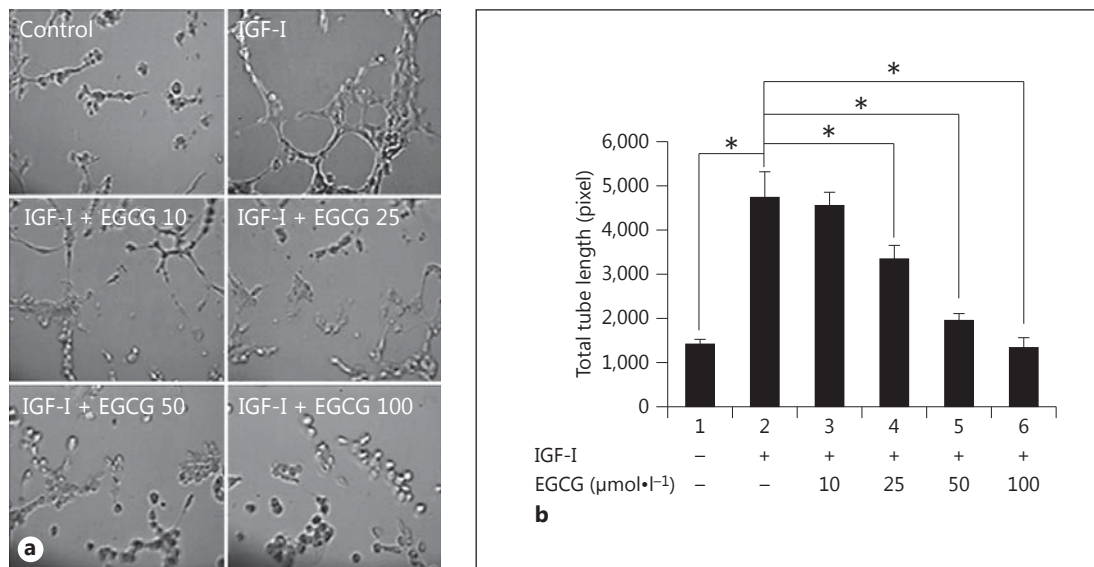 Control IGF-I
IGF-I + EGCG 10 IGF-I + EGCG 25
IGF-I + EGCG 50 IGF-I + EGCG 100
a
*
*
* *
Total tube length (pixel)
6,000
5,000
4,000
3,000
2,000
1,000
0
1 2 3 4 5 6
IGF-I – + + + + +
EGCG (μmol•l–1) – – 10 25 50 100
b